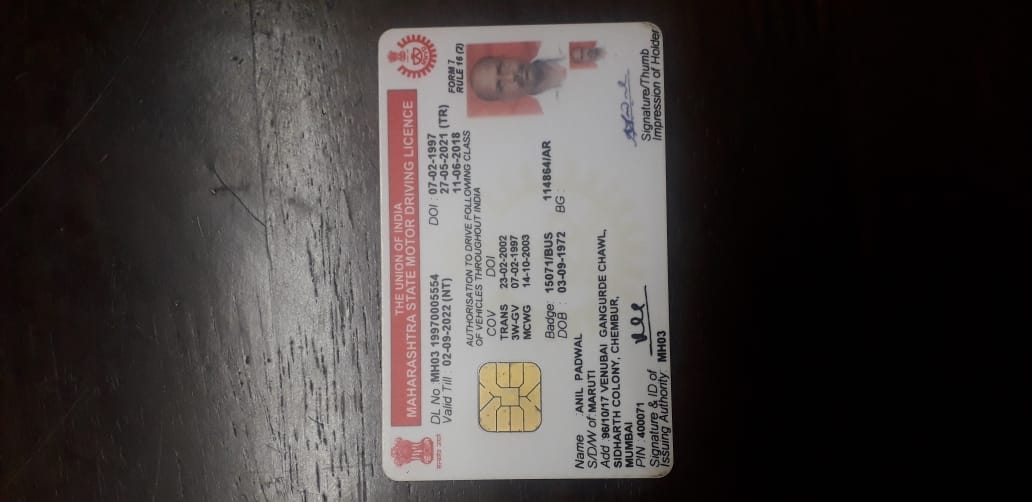 THE UNION OF INDIA
MAHARASHTRA STATE MOTOR DRIVING LICENCE
DL No :MH03 19970005554 DOI : 07-02-1997
Valid Till : 02-09-2022 (NT) 27-05-2021 (TR)
11-06-2018
FORM 7
RULE 16 (2)
AUTHORISATION TO DRIVE FOLLOWING CLASS
OF VEHICLES THROUGHOUT INDIA
COV DOI
TRANS 23-02-2002
3W-GV 07-02-1997
MCWG 14-10-2003
Badge: 15071/BUS 114864/AR
DOB : 03-09-1972 BG :
Name :ANIL PADWAL
S/D/W of:MARUTI
Add :96/10/17 VENUBAI GANGURDE CHAWL,
SIDHARTH COLONY, CHEMBUR,
MUMBAI
PIN :400071
Signature & ID of
Issuing Authority: MH03
Signature/Thumb
Impression of Holder